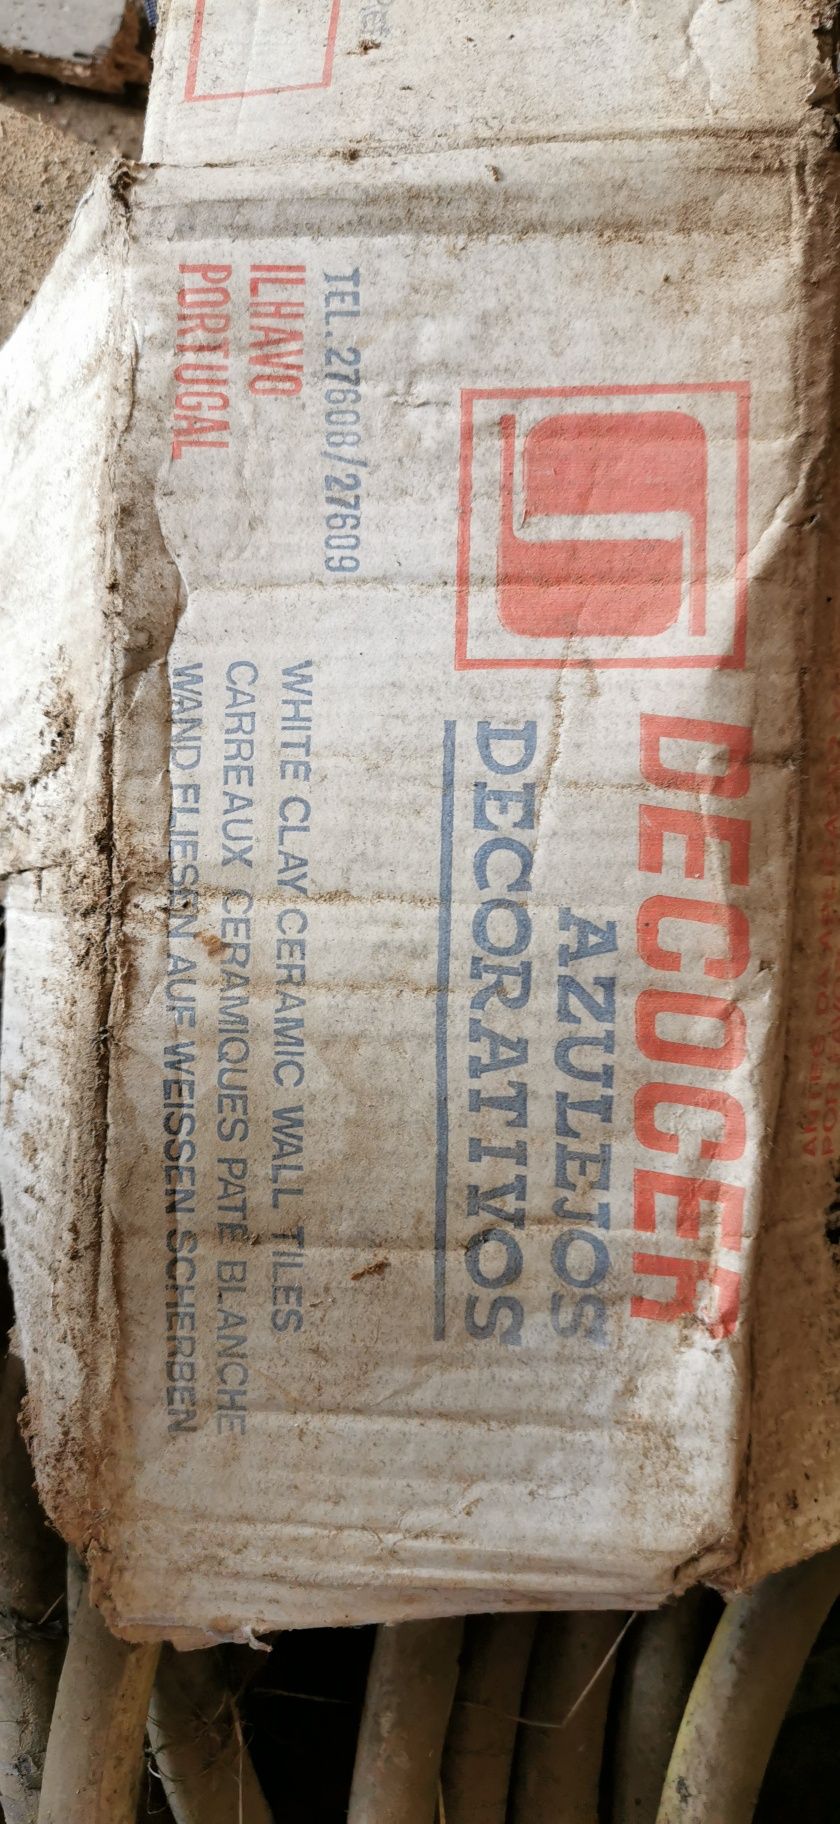 DECOCER
AZULEJOS
DECORATIVOS
TEL. 27608/27609
ILHAVO
PORTUGAL
WHITE CLAY CERAMIC WALL TILES
CARREAUX CERAMIQUES PATE BLANCHE
WAND FLIESEN AUF WEISSEN SCHERBEN